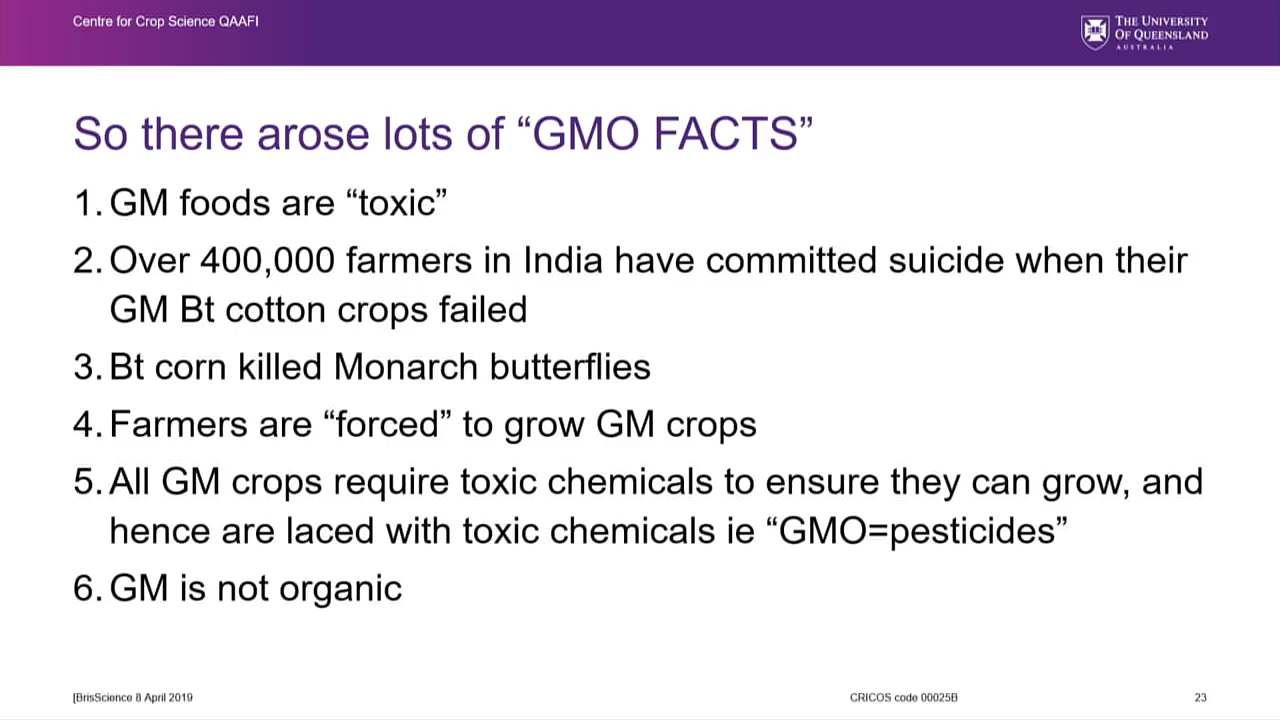 Centre for Crop Science QAAFI
THE UNIVERSITY
OF QUEENSLAND
AUSTRALIA
So there arose lots of “GMO FACTS”
1. GM foods are “toxic”
2. Over 400,000 farmers in India have committed suicide when their
GM Bt cotton crops failed
3. Bt corn killed Monarch butterflies
4. Farmers are “forced” to grow GM crops
5. All GM crops require toxic chemicals to ensure they can grow, and
hence are laced with toxic chemicals ie “GMO=pesticides”
6. GM is not organic
[BrisScience 8 April 2019
CRICOS code 00025B
23